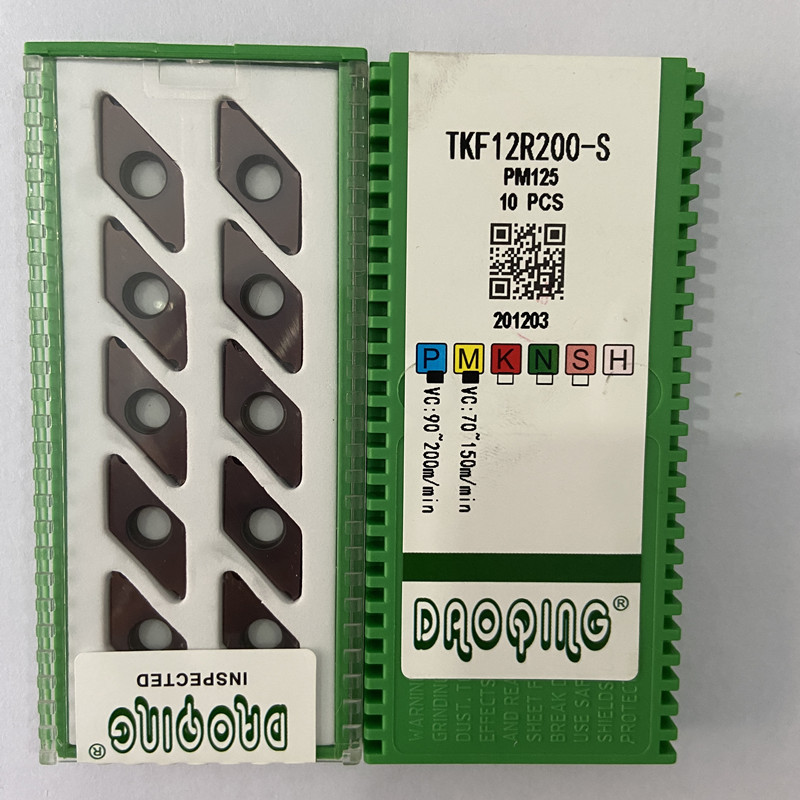 TKF12R200-S
PM125
10 PCS
201203
P M K N S H
VC:90~200m/min
VC:70~150m/min
DAOQING®
WARNING
GRINDING
DUST. T
EFFECTS
AND REA
SHEET F
BREAK D
USE SAF
SHIELDS
PROTEC
INSPECTED
DAOQING®